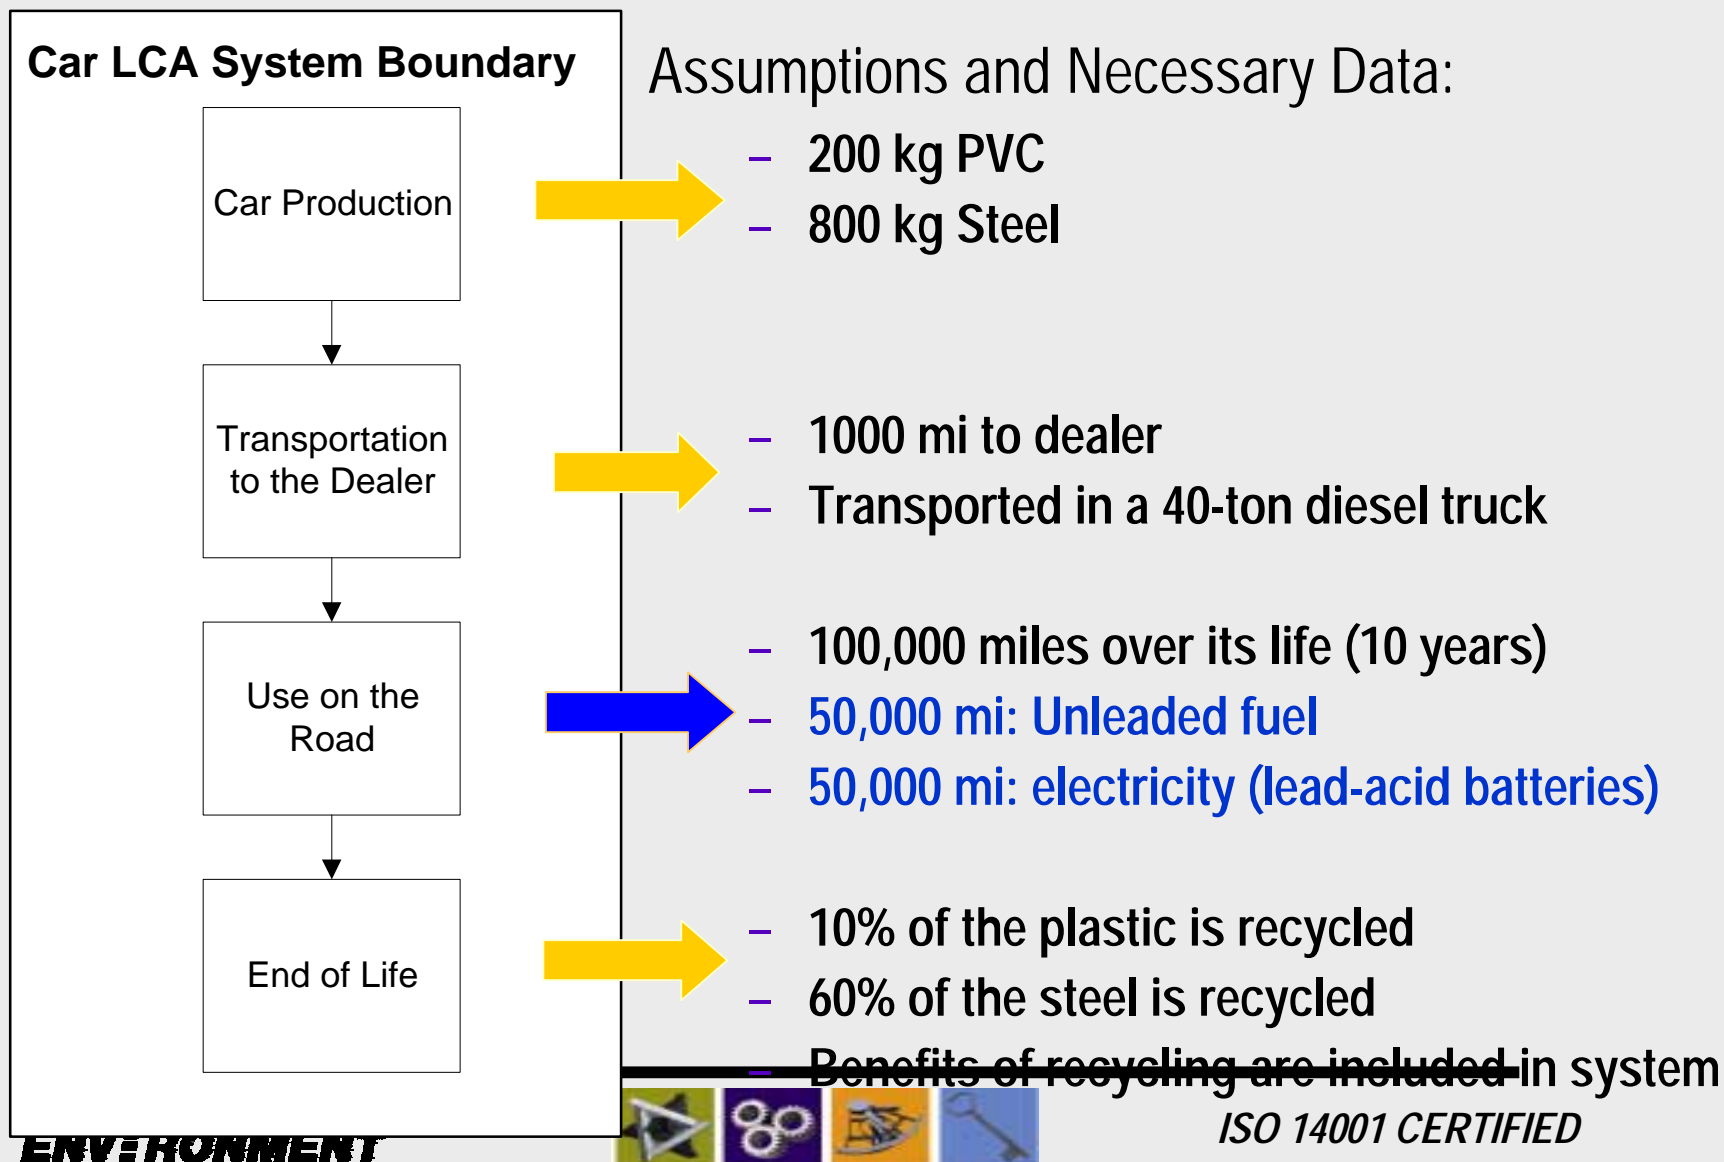 Car LCA System Boundary
Car Production
Transportation
to the Dealer
Use on the
Road
End of Life
Assumptions and Necessary Data:
– 200 kg PVC
– 800 kg Steel
– 1000 mi to dealer
– Transported in a 40-ton diesel truck
– 100,000 miles over its life (10 years)
– 50,000 mi: Unleaded fuel
– 50,000 mi: electricity (lead-acid batteries)
– 10% of the plastic is recycled
– 60% of the steel is recycled
– Benefits of recycling are included in system
ENVIRONMENT
ISO 14001 CERTIFIED